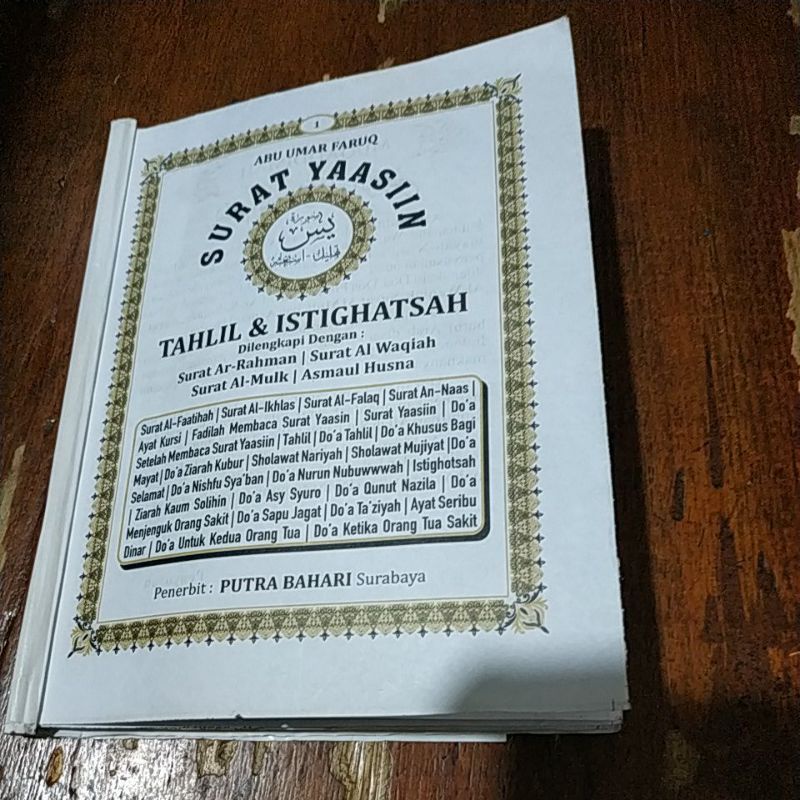 1
ABU UMAR FARUQ
SURAT YAASIIN
سورة
يس
تهليل - استغاثة
TAHLIL & ISTIGHATSAH
Dilengkapi Dengan :
Surat Ar-Rahman | Surat Al Waqiah
Surat Al-Mulk | Asmaul Husna
Surat Al-Faatihah | Surat Al-Ikhlas | Surat Al-Falaq | Surat An-Naas |
Ayat Kursi | Fadilah Membaca Surat Yaasin | Surat Yaasiin | Do'a
Setelah Membaca Surat Yaasiin | Tahlil | Do'a Tahlil | Do'a Khusus Bagi
Mayat | Do'a Ziarah Kubur | Sholawat Nariyah | Sholawat Mujiyat |Do'a
Selamat | Do'a Nishfu Sya'ban | Do'a Nurun Nubuwwwah | Istighotsah
| Ziarah Kaum Solihin | Do'a Asy Syuro | Do'a Qunut Nazila | Do'a
Menjenguk Orang Sakit | Do'a Sapu Jagat | Do'a Ta'ziyah | Ayat Seribu
Dinar | Do'a Untuk Kedua Orang Tua | Do'a Ketika Orang Tua Sakit
Penerbit : PUTRA BAHARI Surabaya